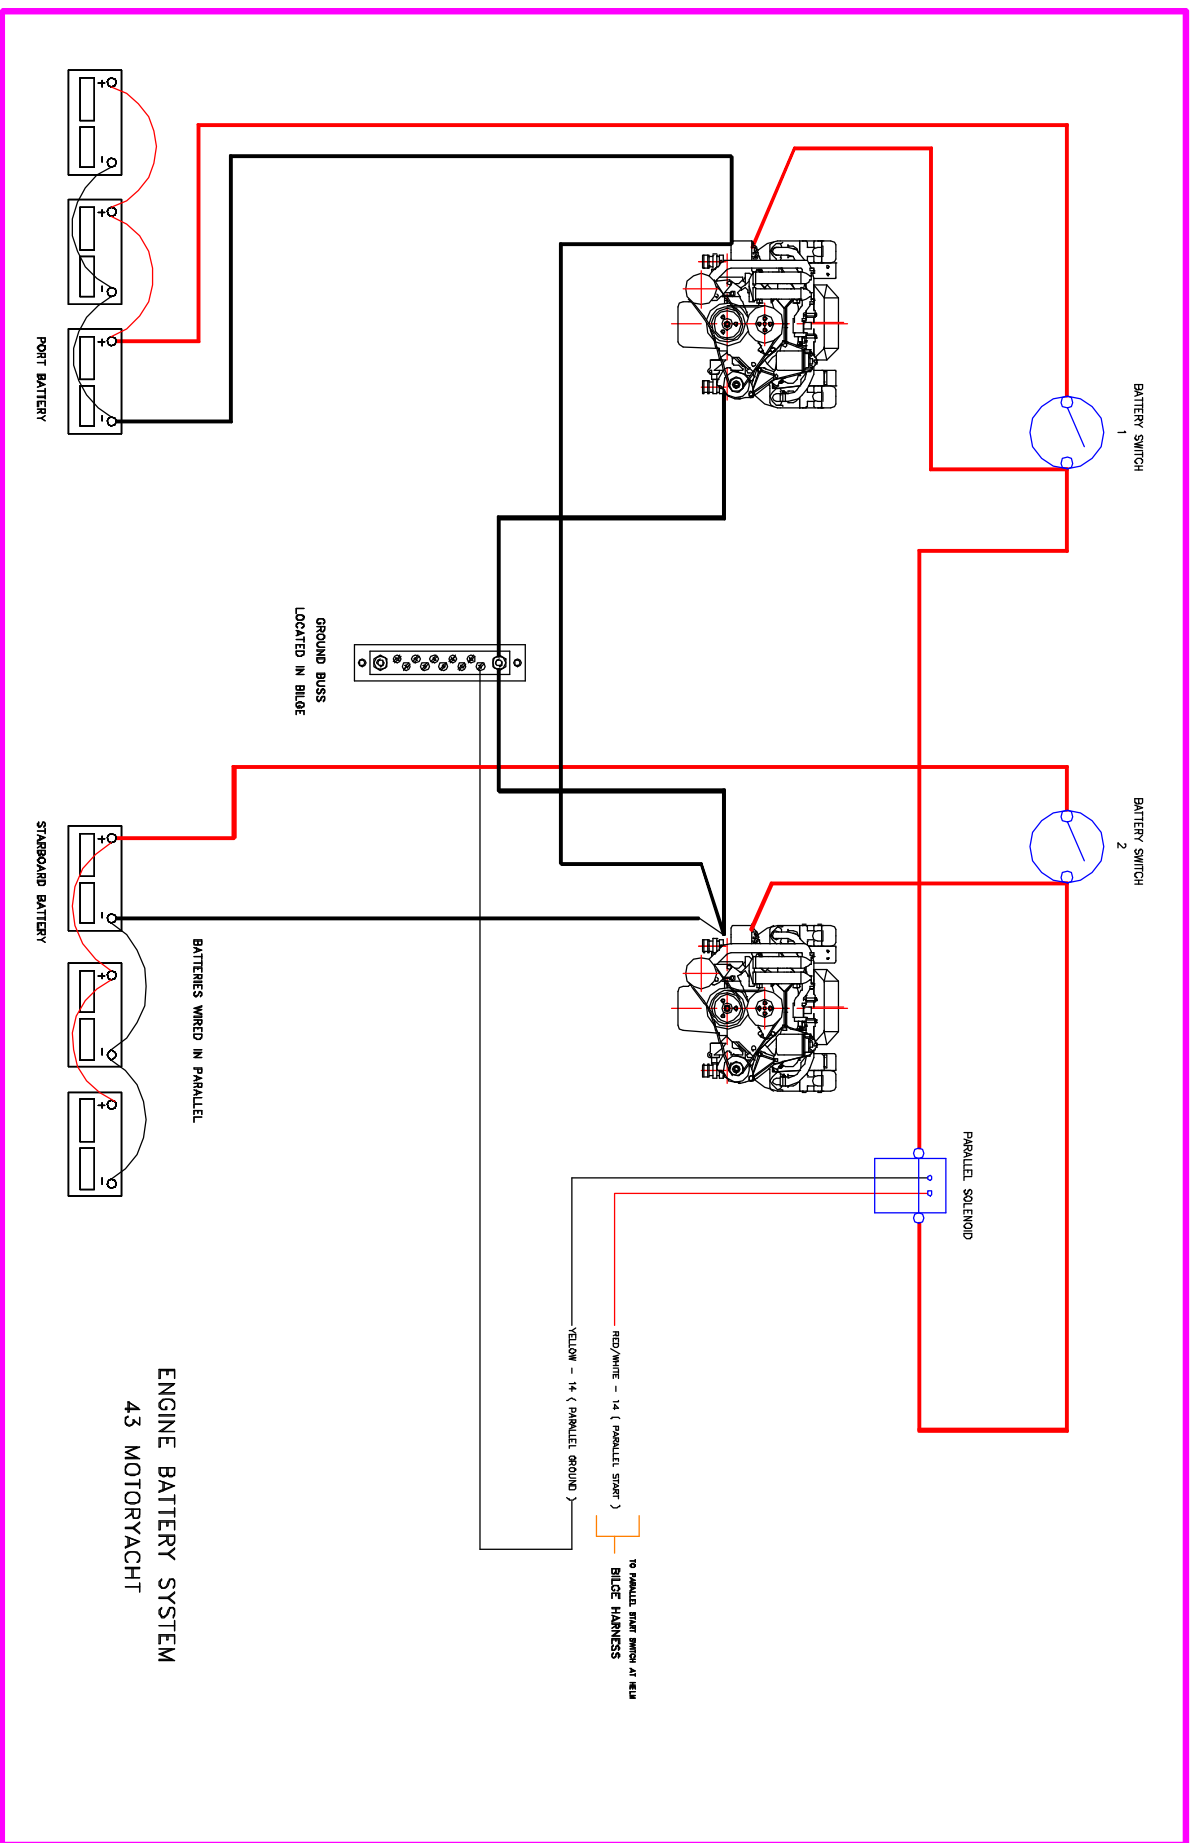 BATTERY SWITCH
1
BATTERY SWITCH
2
PARALLEL SOLENOID
TO PARALLEL START SWITCH AT HELM
BILGE HARNESS
RED/WHITE - 14 ( PARALLEL START )
YELLOW - 14 ( PARALLEL GROUND )
GROUND BUSS
LOCATED IN BILGE
BATTERIES WIRED IN PARALLEL
+ -
+ -
+ -
+ -
+ -
+ -
PORT BATTERY
STARBOARD BATTERY
ENGINE BATTERY SYSTEM
43 MOTORYACHT